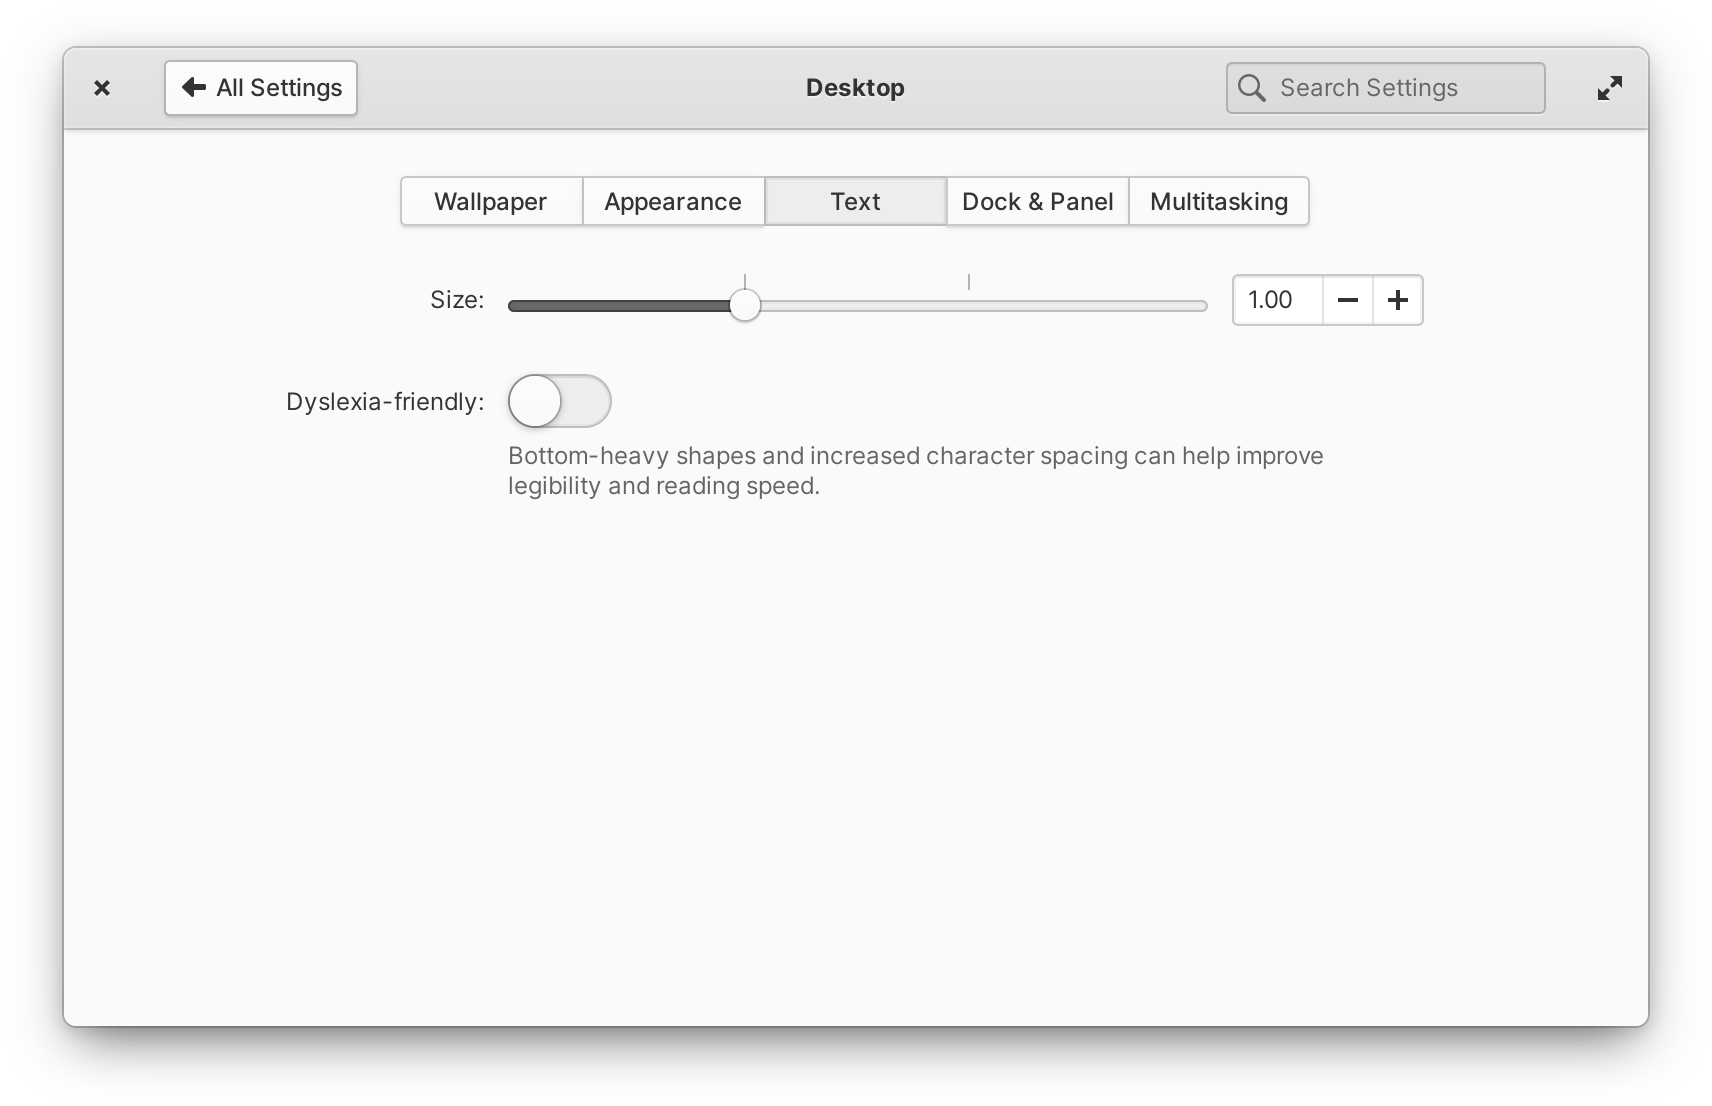 All Settings
Desktop
Search Settings
Wallpaper
Appearance
Text
Dock & Panel
Multitasking
Size:
1.00
Dyslexia-friendly:
Bottom-heavy shapes and increased character spacing can help improve
legibility and reading speed.